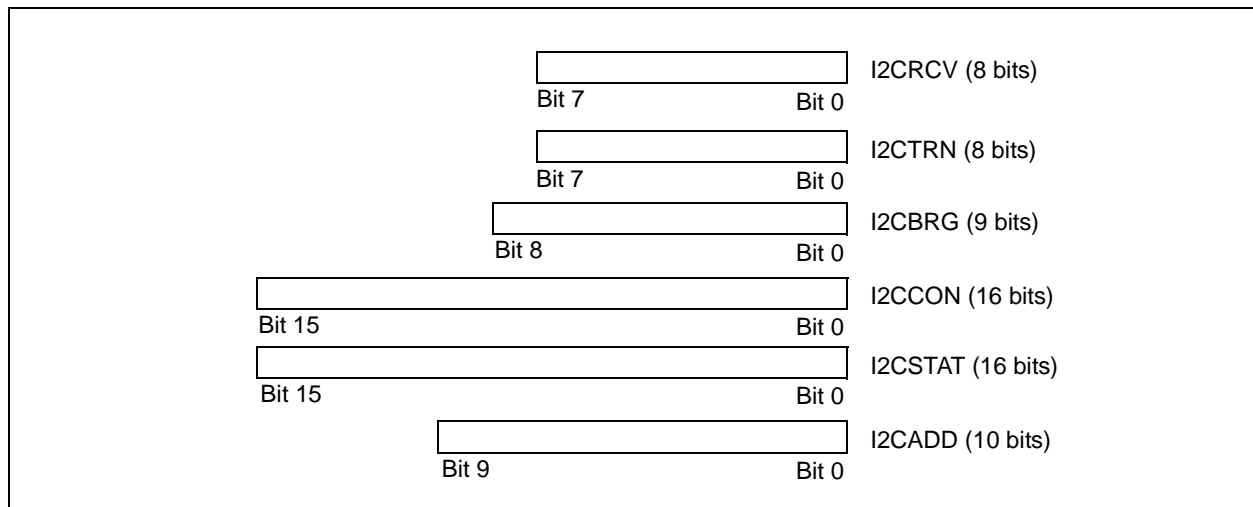 I2CRCV (8 bits)
Bit 7 Bit 0
I2CTRN (8 bits)
Bit 7 Bit 0
I2CBRG (9 bits)
Bit 8 Bit 0
I2CCON (16 bits)
Bit 15 Bit 0
I2CSTAT (16 bits)
Bit 15 Bit 0
I2CADD (10 bits)
Bit 9 Bit 0